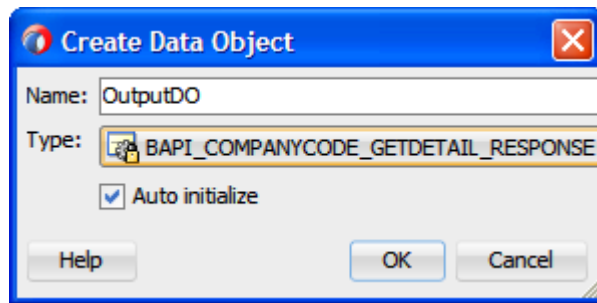 Create Data Object
Name: OutputDO
Type: BAPI_COMPANYCODE_GETDETAIL_RESPONSE
Auto initialize
Help OK Cancel